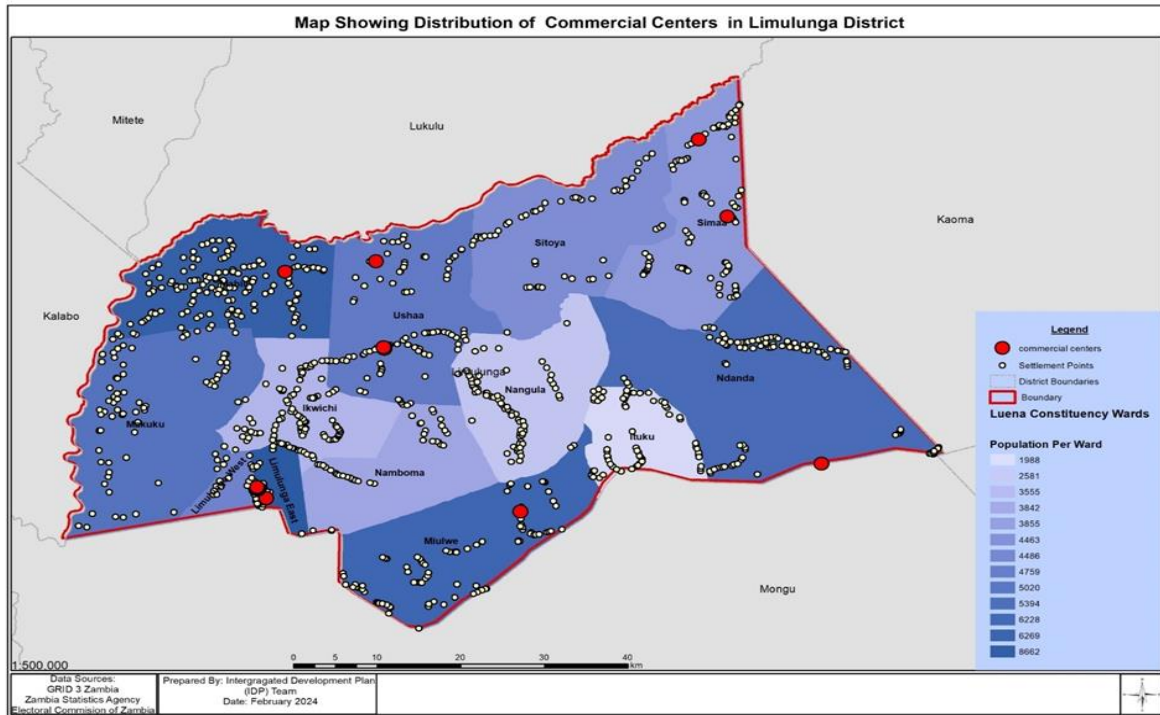 Map Showing Distribution of Commercial Centers in Limulunga District
Mitete
Lukulu
Kaoma
Simaa
Sitoya
Kalabo
Ushaa
Limulunga
Ndanda
Nangula
Ikwichi
Mukuku
Ituku
Namboma
Limulunga West
Limulunga East
Miulwe
Mongu
Legend
commercial centers
Settlement Points
District Boundaries
Boundary
Luena Constituency Wards
Population Per Ward
1988
2581
3555
3842
3855
4463
4486
4759
5020
5394
6228
6269
8662
1:500,000
0 10 20 30 40
km
Data Sources:
GRID 3 Zambia
Zambia Statistics Agency
Electoral Commision of Zambia
Prepared By: Intergragated Development Plan
(IDP) Team
Date: February 2024